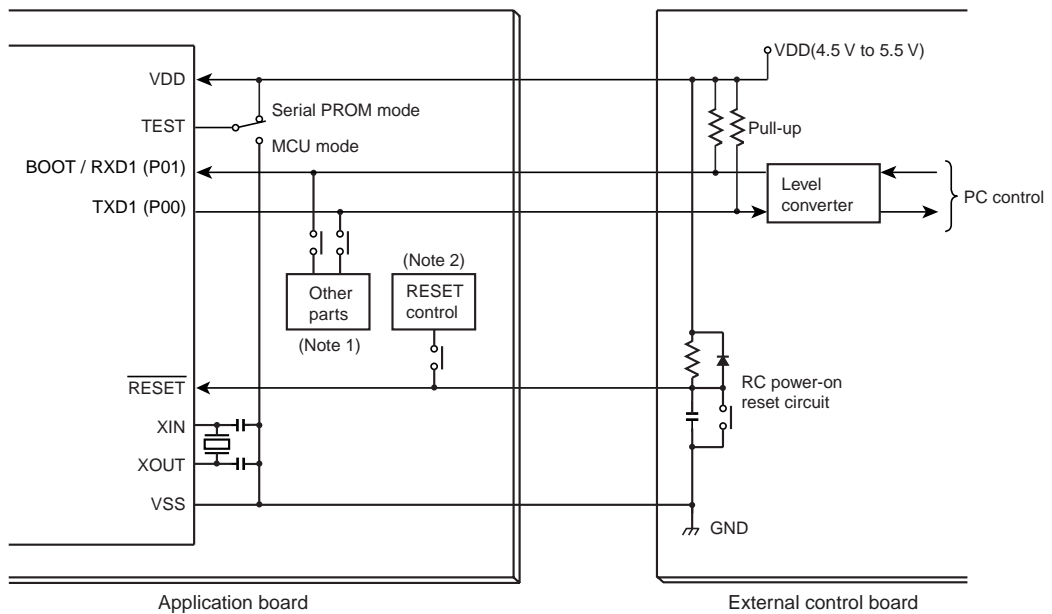 VDD(4.5 V to 5.5 V)
VDD
Serial PROM mode
TEST
Pull-up
MCU mode
BOOT / RXD1 (P01)
Level
converter
PC control
TXD1 (P00)
(Note 2)
Other
parts
RESET
control
(Note 1)
RESET
RC power-on
reset circuit
XIN
XOUT
VSS
GND
Application board
External control board